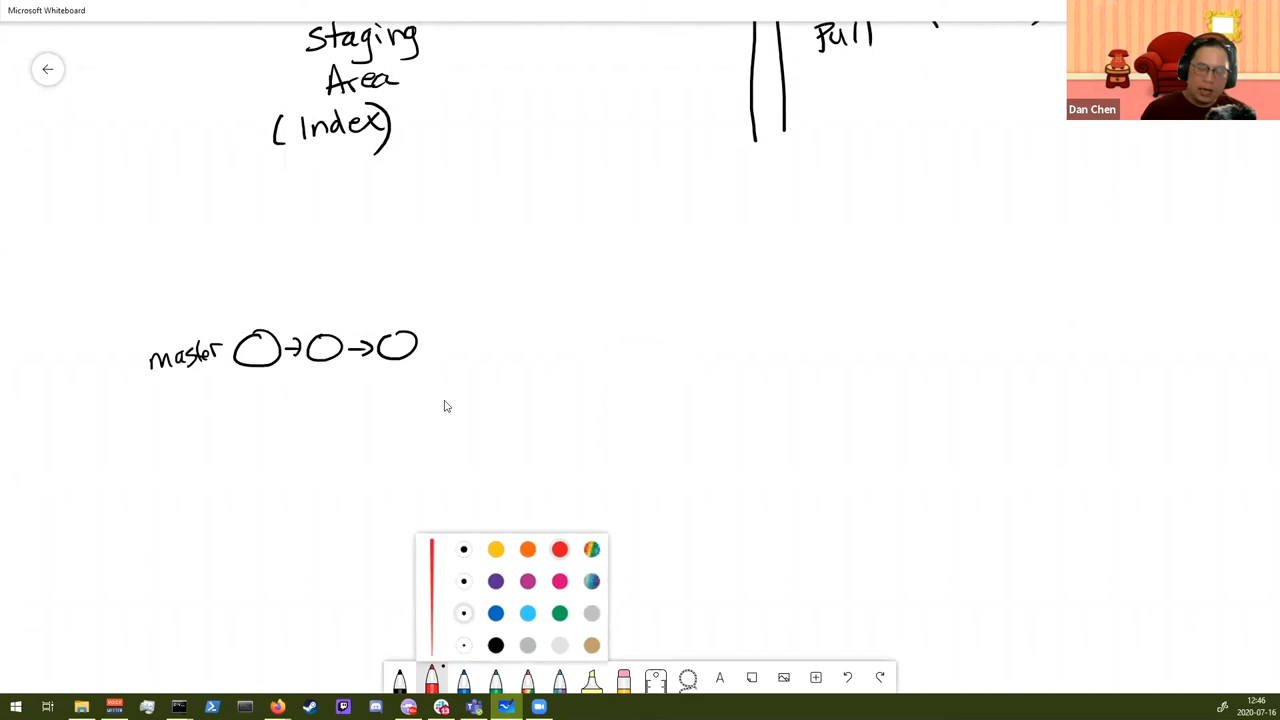 Microsoft Whiteboard
Staging
Area
(Index)
Pull
Dan Chen
master
A
12:46
2020-07-16